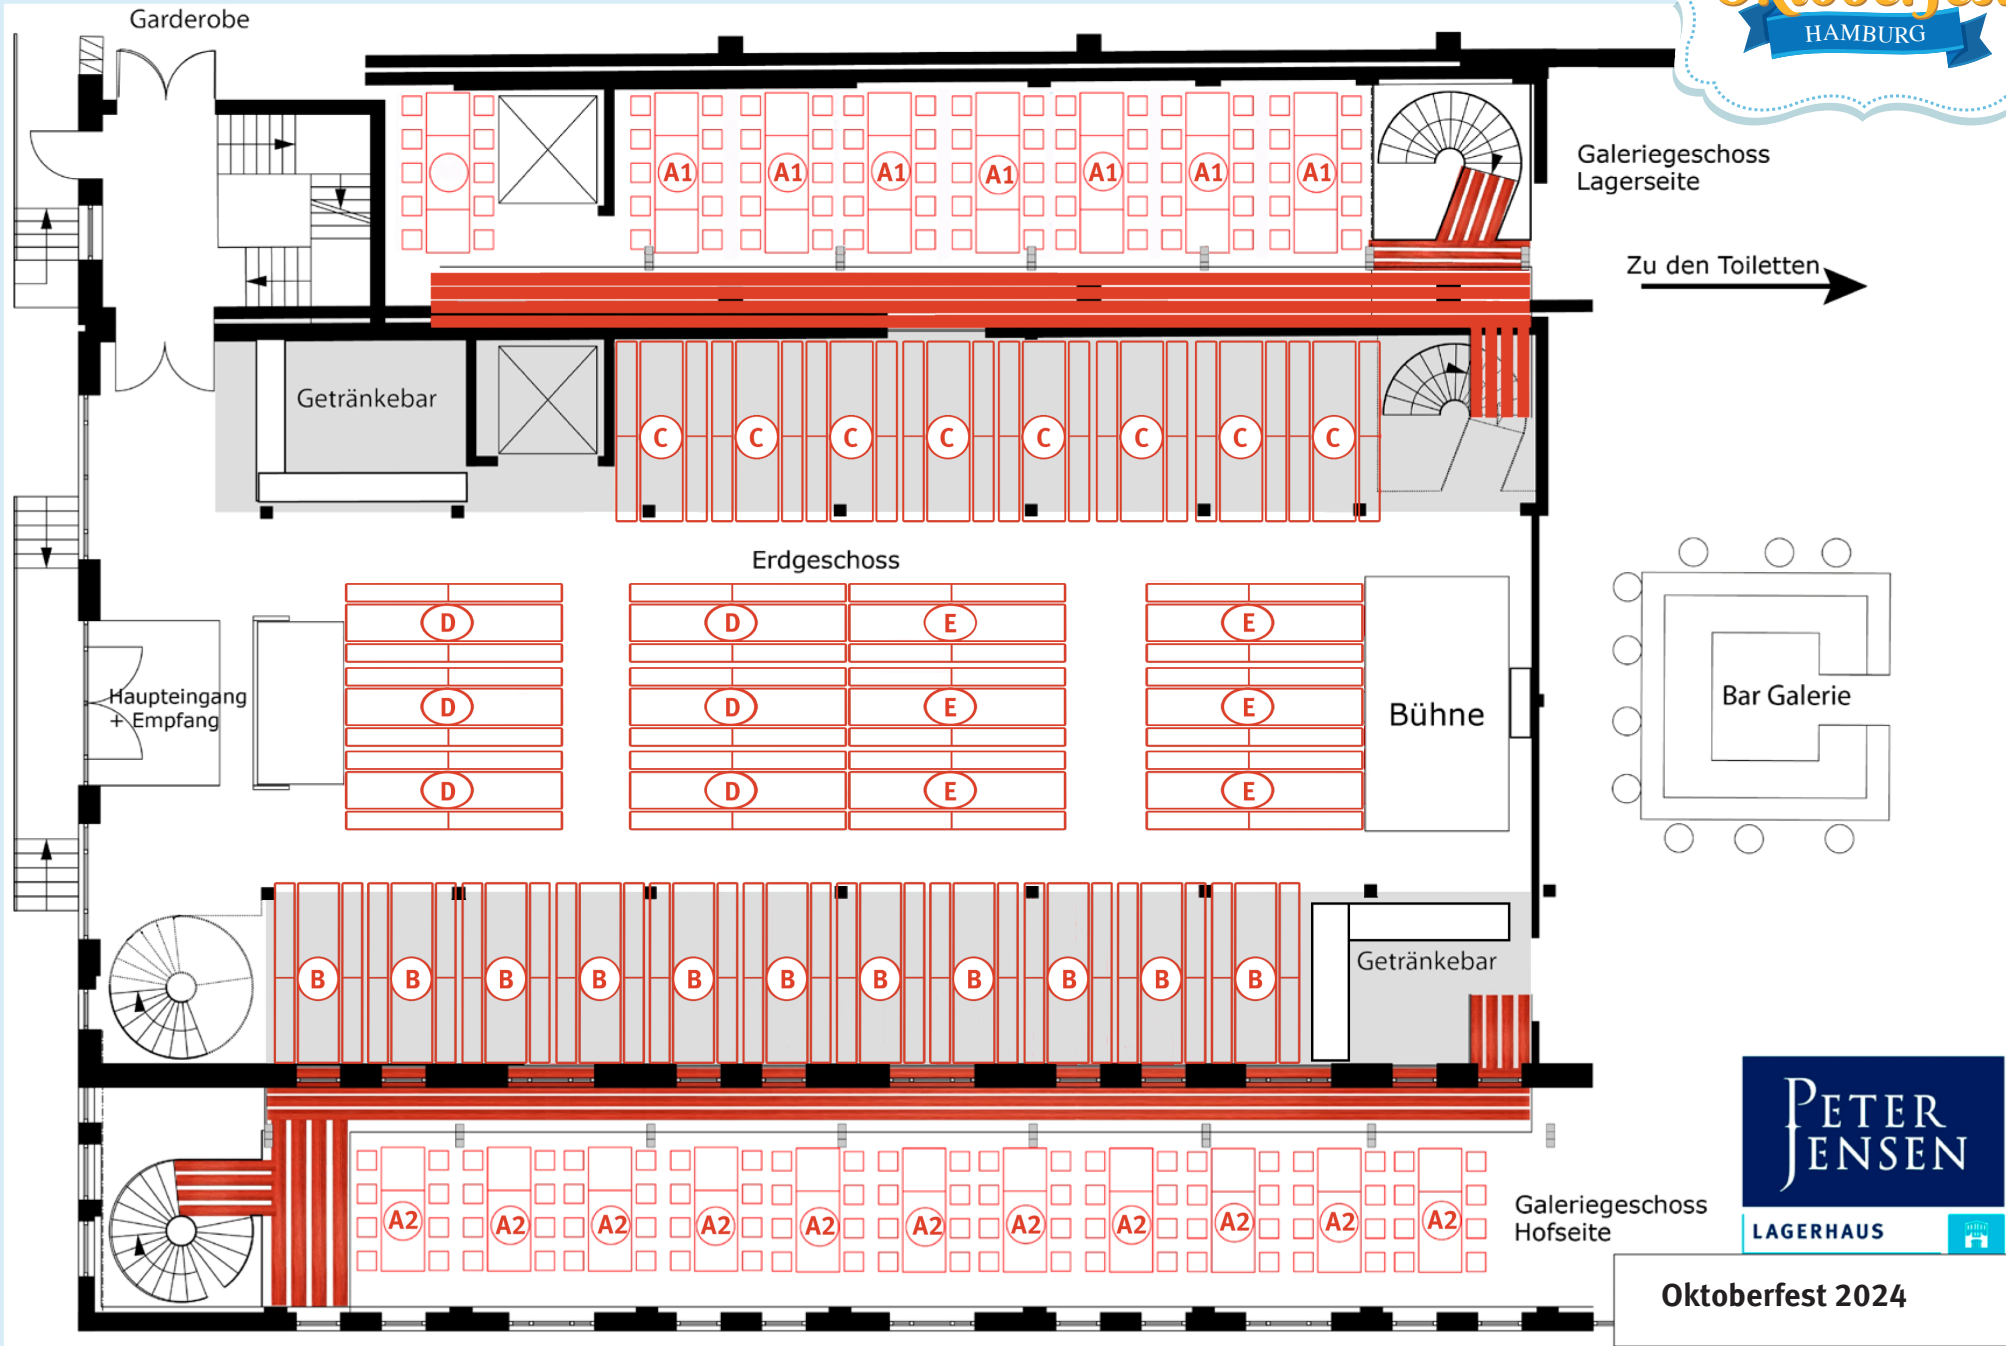 Garderobe
Oktoberfest
HAMBURG
A1 A1 A1 A1 A1 A1 A1
Galeriegeschoss
Lagerseite
Zu den Toiletten
Getränkebar
C C C C C C C C
Erdgeschoss
D D E E
Haupteingang
+ Empfang
D D E E
Bühne
Bar Galerie
D D E E
B B B B B B B B B B B
Getränkebar
A2 A2 A2 A2 A2 A2 A2 A2 A2 A2 A2
Galeriegeschoss
Hofseite
PETER
JENSEN
LAGERHAUS
Oktoberfest 2024